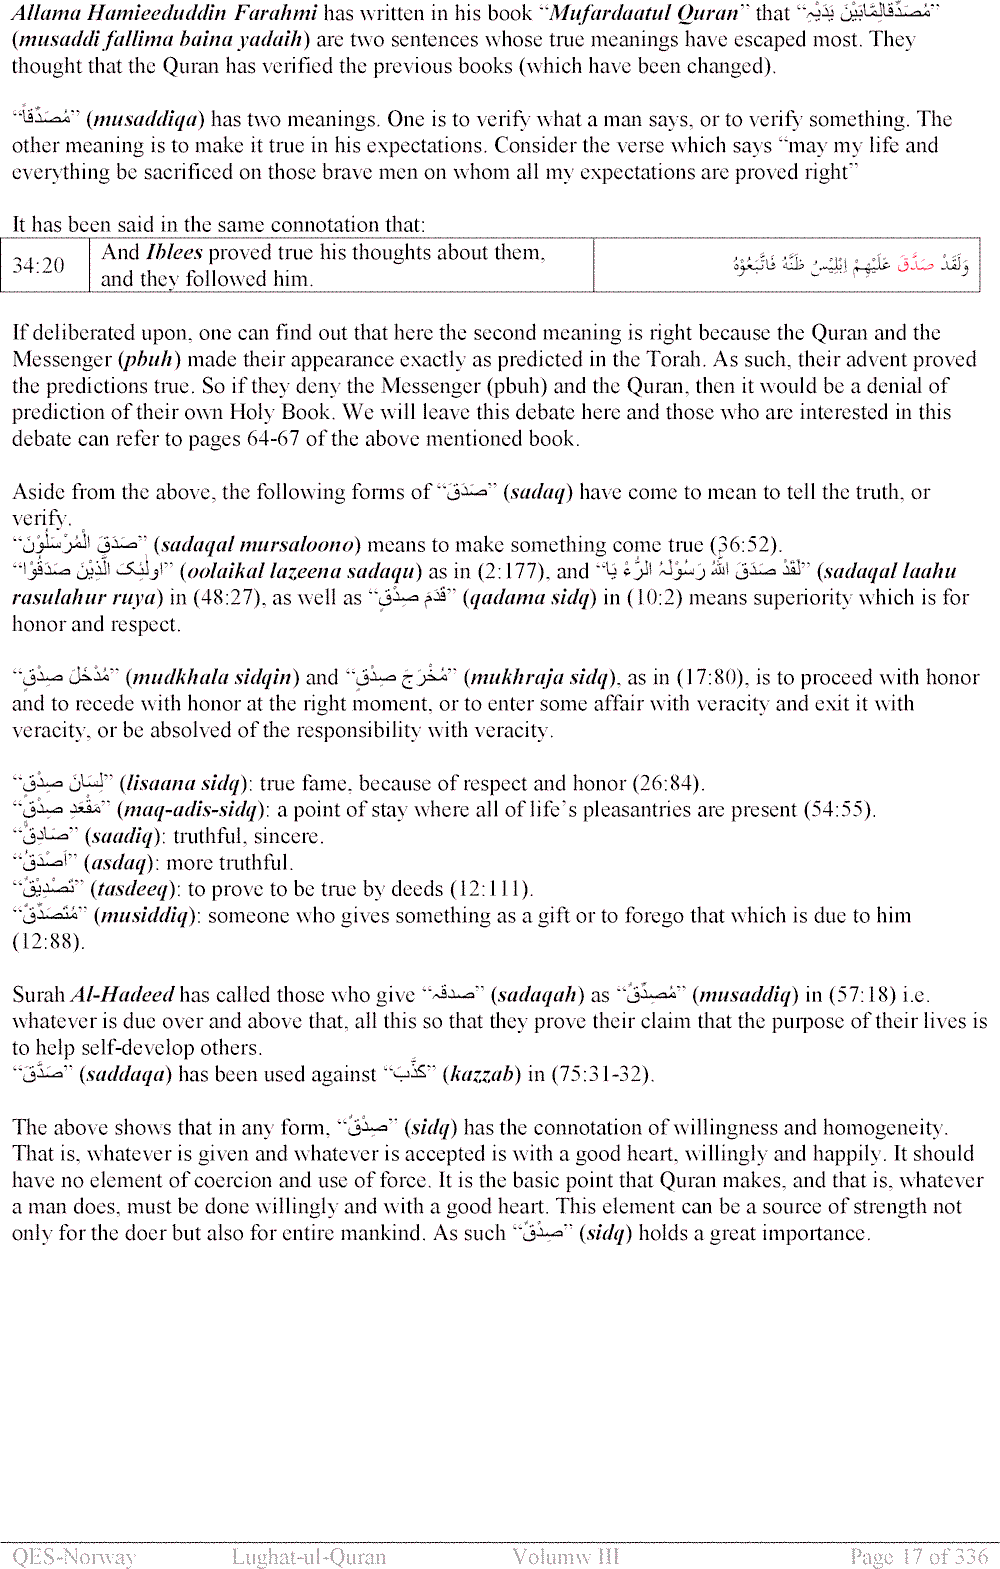 Allama Hamieeduddin Farahmi has written in his book “Mufardaatul Quran” that “مُصَدِّقَالِّمَابَيْنَ يَدَيْہِ”
(musaddi fallima baina yadaih) are two sentences whose true meanings have escaped most. They
thought that the Quran has verified the previous books (which have been changed).
“مُصَدِّقاً” (musaddiqa) has two meanings. One is to verify what a man says, or to verify something. The
other meaning is to make it true in his expectations. Consider the verse which says “may my life and
everything be sacrificed on those brave men on whom all my expectations are proved right”
It has been said in the same connotation that:
34:20
And Iblees proved true his thoughts about them,
and they followed him.
وَلَقَدْ صَدَّقَ عَلَيْهِمْ اِبْلِيْسُ ظَنَّهُ فَاتَّبَعُوْهُ
If deliberated upon, one can find out that here the second meaning is right because the Quran and the
Messenger (pbuh) made their appearance exactly as predicted in the Torah. As such, their advent proved
the predictions true. So if they deny the Messenger (pbuh) and the Quran, then it would be a denial of
prediction of their own Holy Book. We will leave this debate here and those who are interested in this
debate can refer to pages 64-67 of the above mentioned book.
Aside from the above, the following forms of “صَدَقَ” (sadaq) have come to mean to tell the truth, or
verify.
“صَدَقَ الْمُرْسَلُوْنَ” (sadaqal mursaloono) means to make something come true (36:52).
“اولٰئِکَ الَّذِيْنَ صَدَقُوْا” (oolaikal lazeena sadaqu) as in (2:177), and “لَقَدْ صَدَقَ اللّٰہُ رَسُوْلَہُ الرُّءْ يَا” (sadaqal laahu
rasulahur ruya) in (48:27), as well as “قَدَمَ صِدْقٍ” (qadama sidq) in (10:2) means superiority which is for
honor and respect.
“مُدْخَلَ صِدْقٍ” (mudkhala sidqin) and “مُخْرَجَ صِدْقٍ” (mukhraja sidq), as in (17:80), is to proceed with honor
and to recede with honor at the right moment, or to enter some affair with veracity and exit it with
veracity, or be absolved of the responsibility with veracity.
“لِسَانَ صِدْقٍ” (lisaana sidq): true fame, because of respect and honor (26:84).
“مَقْعَدِ صِدْقٍ” (maq-adis-sidq): a point of stay where all of life’s pleasantries are present (54:55).
“صَادِقٌ” (saadiq): truthful, sincere.
“اَصْدَقُ” (asdaq): more truthful.
“تَصْدِيْقٌ” (tasdeeq): to prove to be true by deeds (12:111).
“مُتَصَدِّقٌ” (musiddiq): someone who gives something as a gift or to forego that which is due to him
(12:88).
Surah Al-Hadeed has called those who give “صدقہ” (sadaqah) as “مُصِدِّقٌ” (musaddiq) in (57:18) i.e.
whatever is due over and above that, all this so that they prove their claim that the purpose of their lives is
to help self-develop others.
“صَدَّقَ” (saddaqa) has been used against “کَذَّبَ” (kazzab) in (75:31-32).
The above shows that in any form, “صِدْقٌ” (sidq) has the connotation of willingness and homogeneity.
That is, whatever is given and whatever is accepted is with a good heart, willingly and happily. It should
have no element of coercion and use of force. It is the basic point that Quran makes, and that is, whatever
a man does, must be done willingly and with a good heart. This element can be a source of strength not
only for the doer but also for entire mankind. As such “صِدْقٌ” (sidq) holds a great importance.
QES-Norway Lughat-ul-Quran Volumw III Page 17 of 336